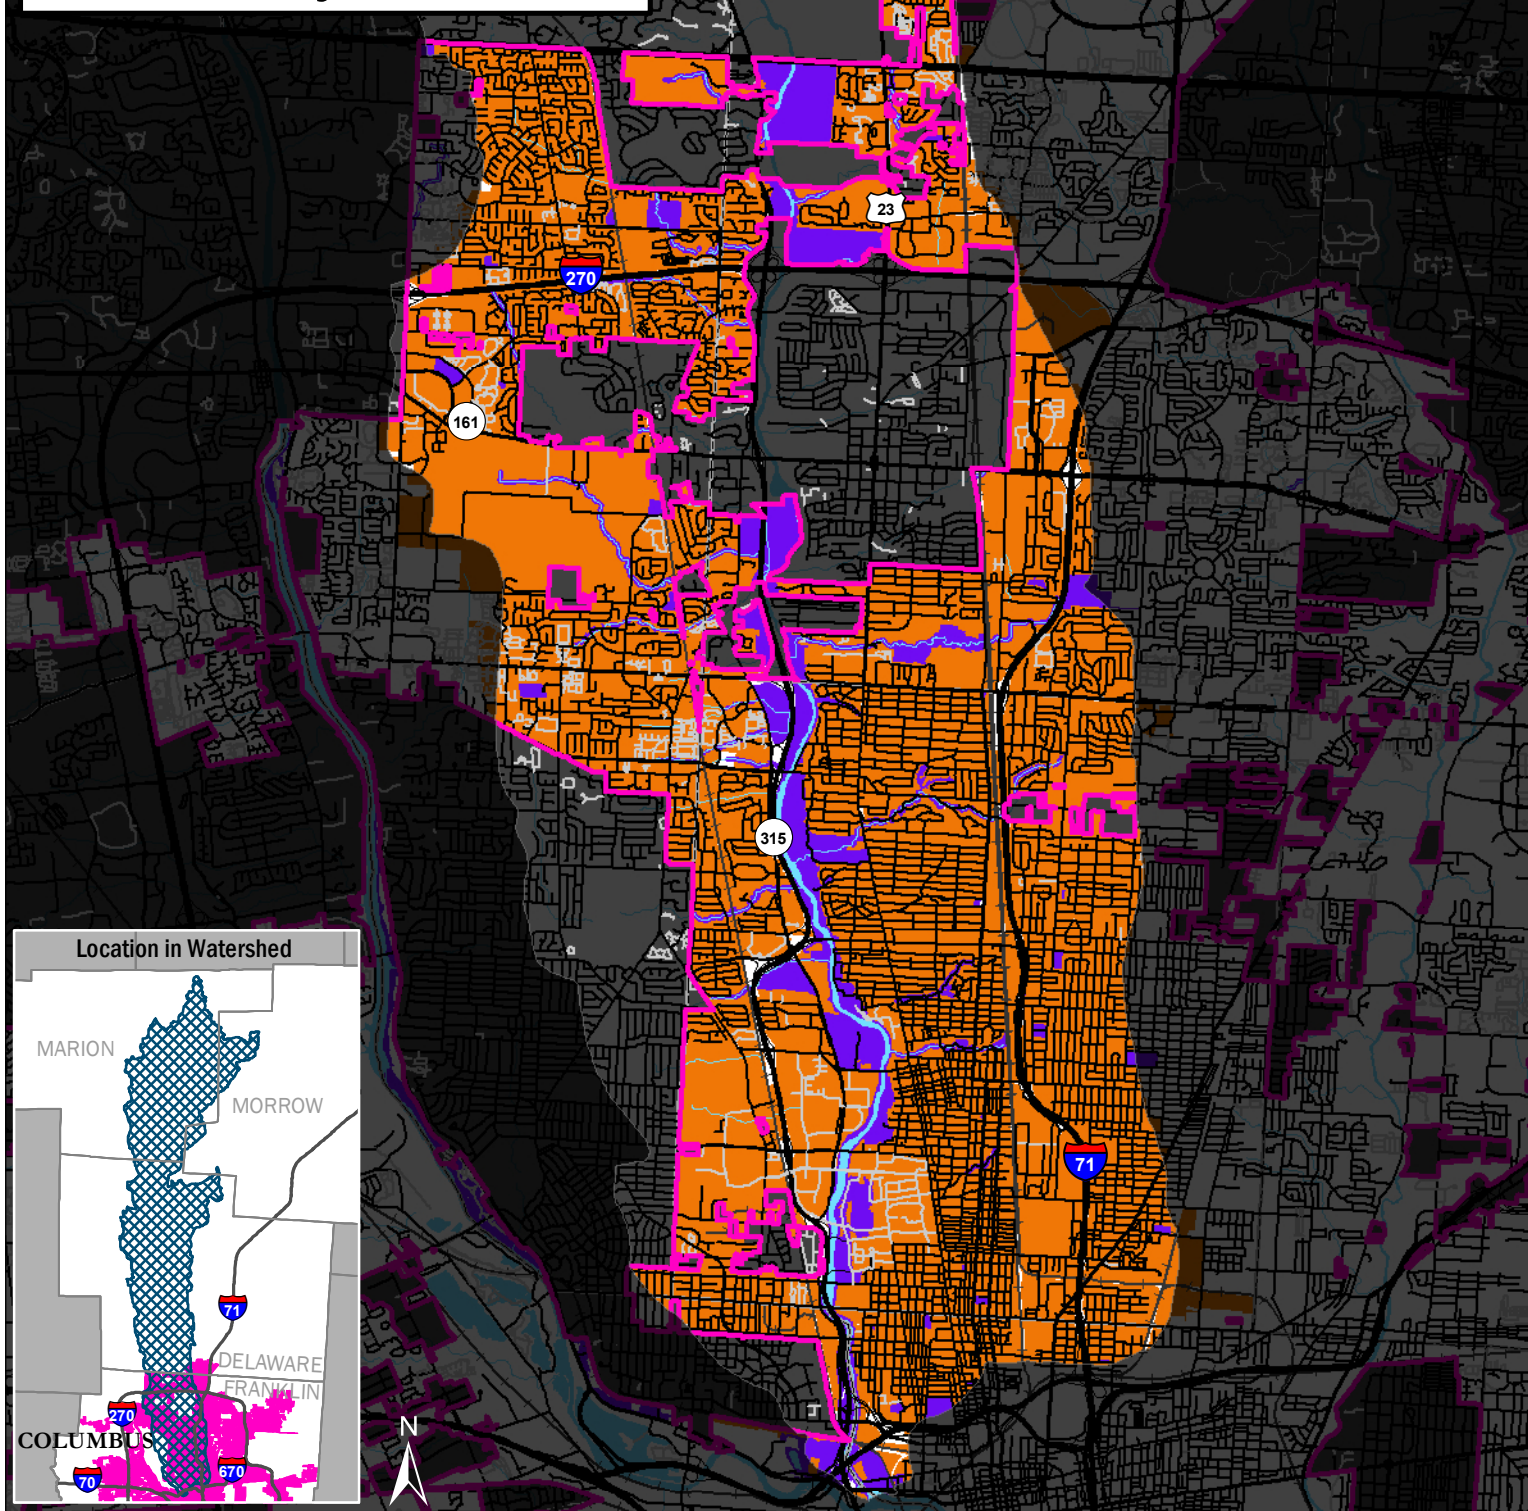 23
270
161
315
71
Location in Watershed
MARION
MORROW
71
DELAWARE
FRANKLIN
270
COLUMBUS
70
670
N